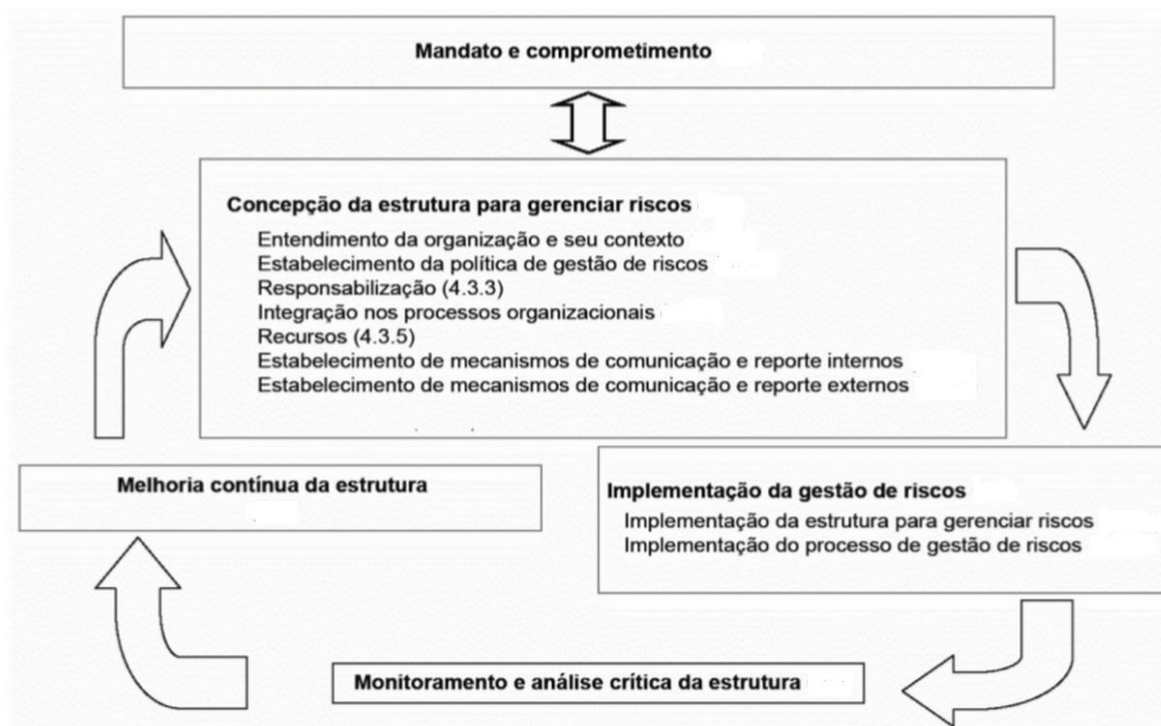 Mandato e comprometimento
Concepção da estrutura para gerenciar riscos
Entendimento da organização e seu contexto
Estabelecimento da política de gestão de riscos
Responsabilização (4.3.3)
Integração nos processos organizacionais
Recursos (4.3.5)
Estabelecimento de mecanismos de comunicação e reporte internos
Estabelecimento de mecanismos de comunicação e reporte externos
Melhoria contínua da estrutura
Implementação da gestão de riscos
Implementação da estrutura para gerenciar riscos
Implementação do processo de gestão de riscos
Monitoramento e análise crítica da estrutura